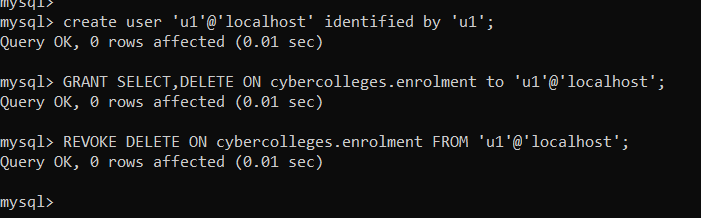 mysql>
mysql> create user 'u1'@'localhost' identified by 'u1';
Query OK, 0 rows affected (0.01 sec)
mysql> GRANT SELECT,DELETE ON cybercolleges.enrolment to 'u1'@'localhost';
Query OK, 0 rows affected (0.01 sec)
mysql> REVOKE DELETE ON cybercolleges.enrolment FROM 'u1'@'localhost';
Query OK, 0 rows affected (0.01 sec)
mysql>